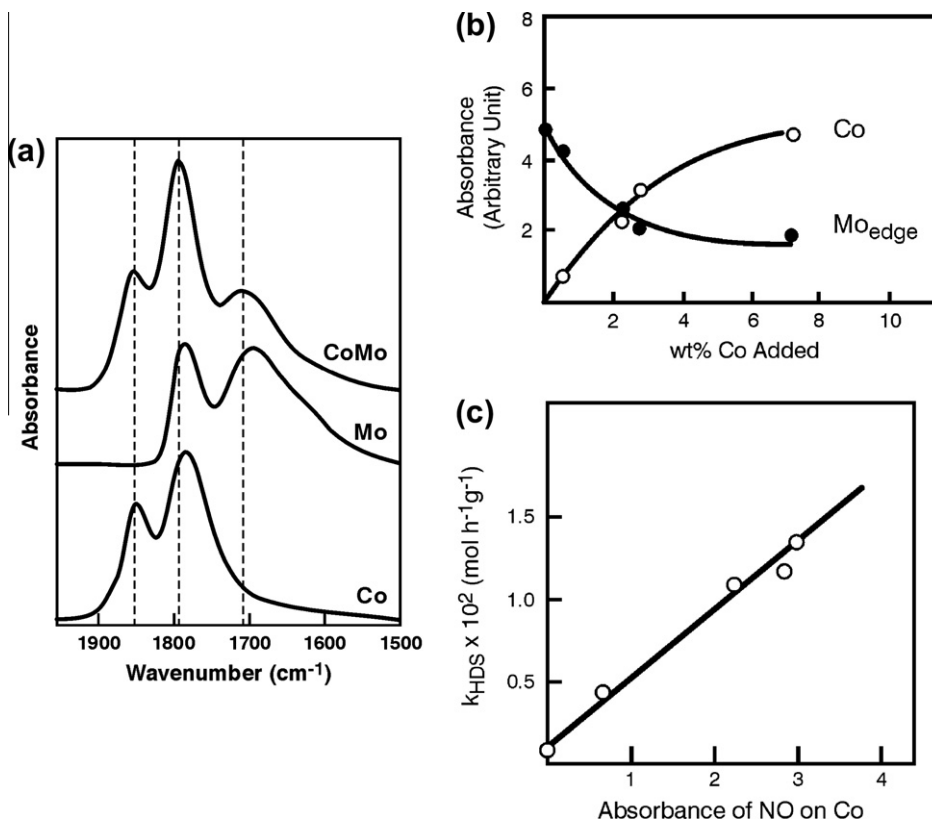 (a)
Absorbance
CoMo
Mo
Co
1900 1800 1700 1600 1500
Wavenumber (cm-1)
(b)
Absorbance
(Arbitrary Unit)
8
6
4
2
Co
Moedge
2 4 6 8 10
wt% Co Added
(c)
kHDS x 10² (mol h-1g-1)
1.5
1.0
0.5
1 2 3 4
Absorbance of NO on Co